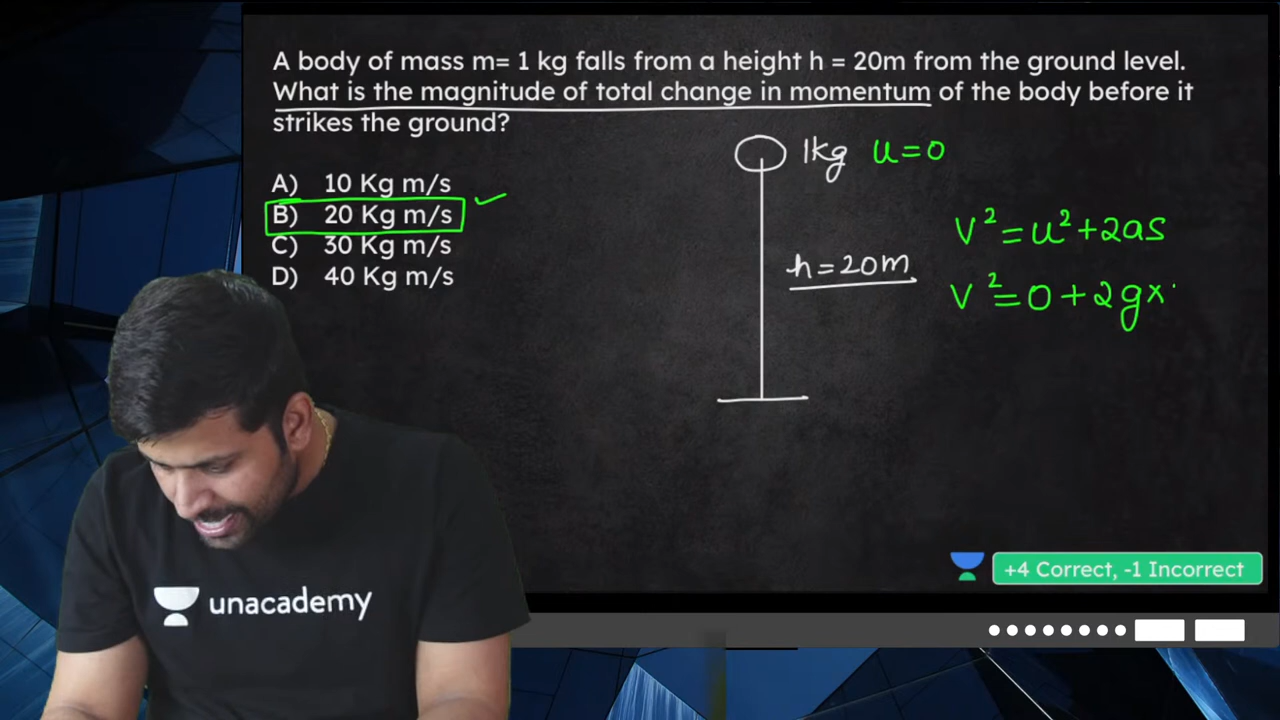 A body of mass m= 1 kg falls from a height h = 20m from the ground level.
What is the magnitude of total change in momentum of the body before it
strikes the ground?
A) 10 Kg m/s
B) 20 Kg m/s
C) 30 Kg m/s
D) 40 Kg m/s
1kg u=0
h=20m
V²=u²+2as
V²=0+2gx
unacademy
+4 Correct, -1 Incorrect